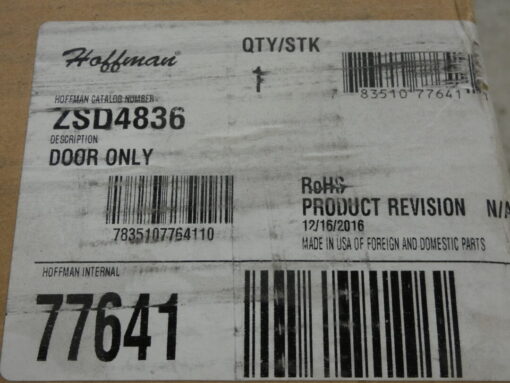 Hoffman
QTY/STK
1
83510 77641
HOFFMAN CATALOG NUMBER
ZSD4836
DESCRIPTION
DOOR ONLY
7835107764110
RoHS
PRODUCT REVISION N/A
12/16/2016
MADE IN USA OF FOREIGN AND DOMESTIC PARTS
HOFFMAN INTERNAL
77641